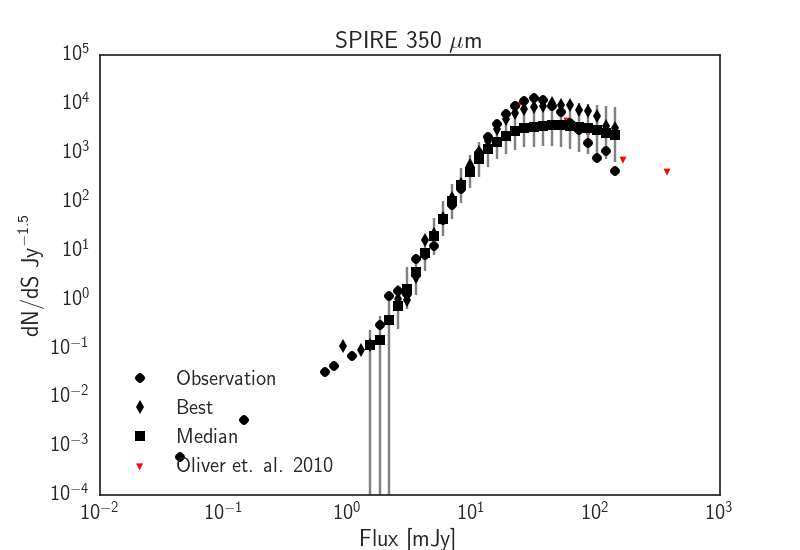 SPIRE 350 μm
10^5
10^4
10^3
10^2
10^1
10^0
10^-1
10^-2
10^-3
10^-4
dN/dS Jy^-1.5
Observation
Best
Median
Oliver et. al. 2010
10^-2 10^-1 10^0 10^1 10^2 10^3
Flux [mJy]